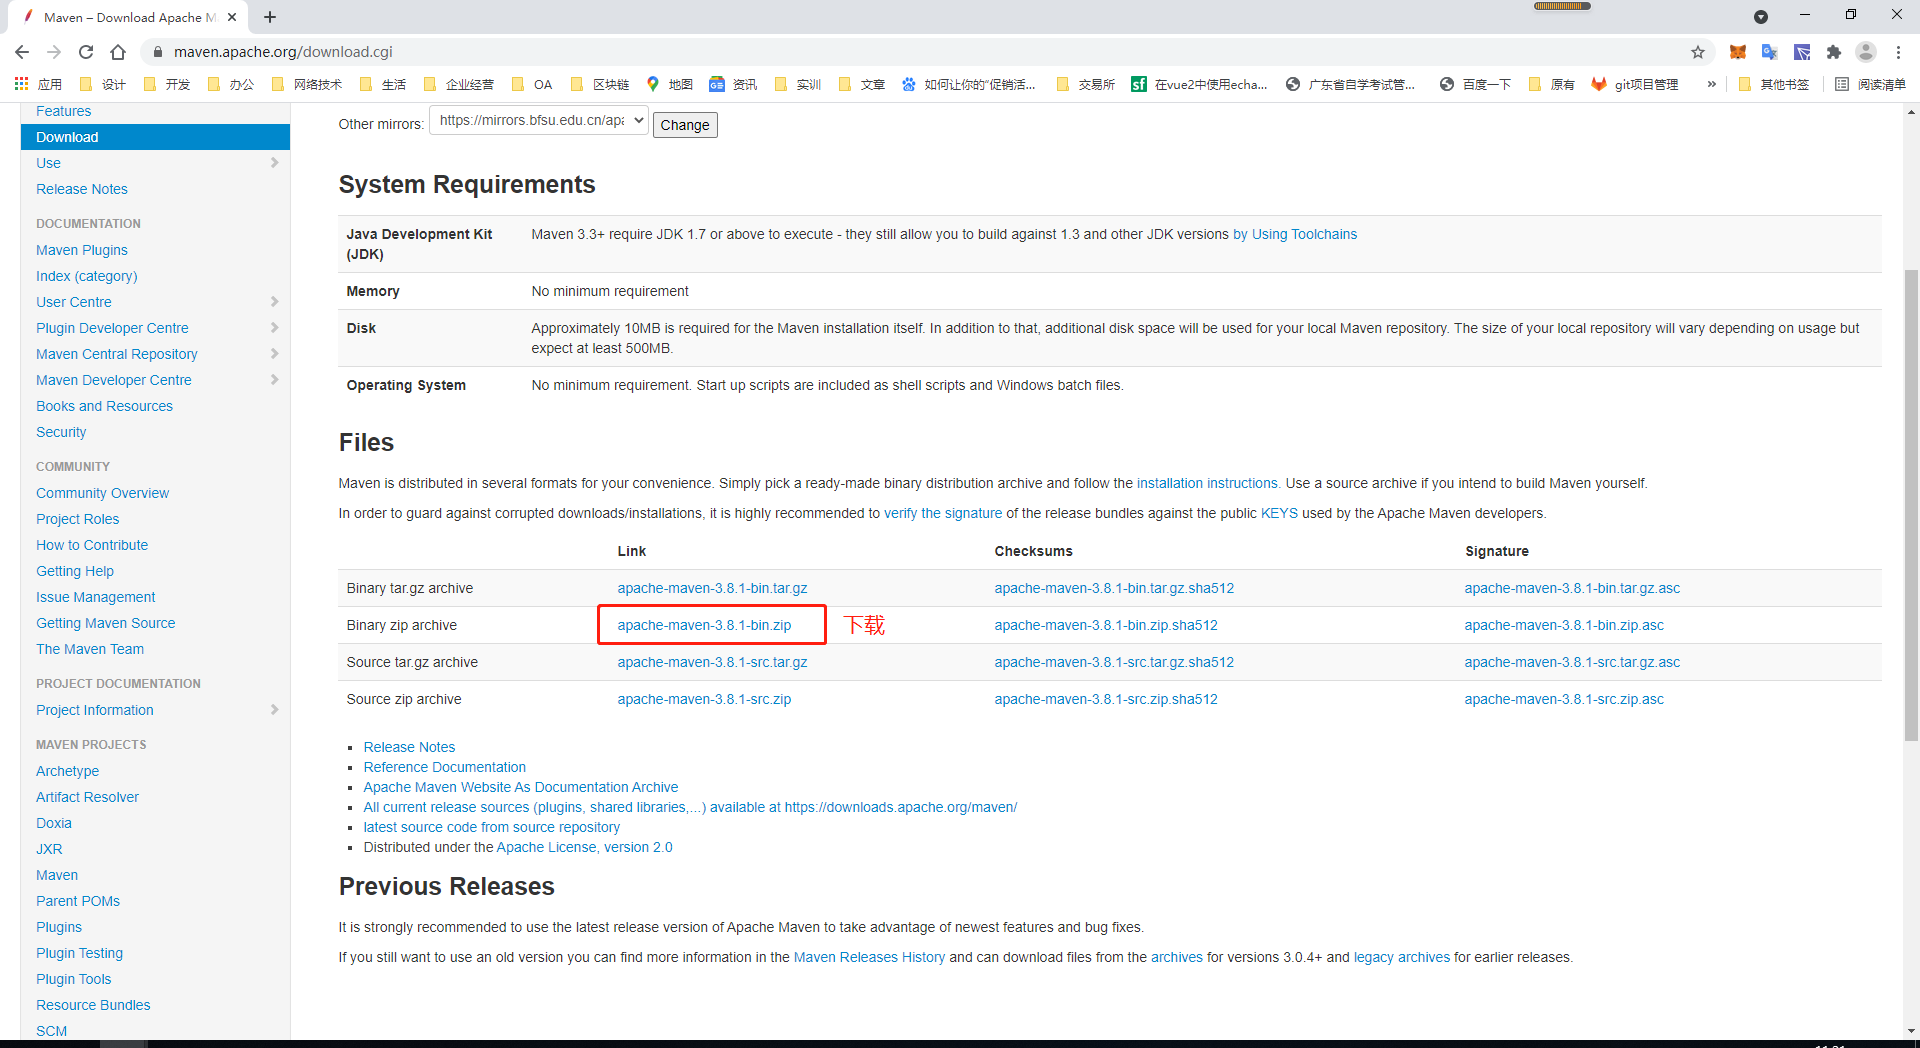 Maven – Download Apache M
maven.apache.org/download.cgi
应用 设计 开发 办公 网络技术 生活 企业经营 OA 区块链 地图 资讯 实训 文章 如何让你的“促销活... 交易所 在vue2中使用echa... 广东省自学考试管... 百度一下 原有 git项目管理 » 其他书签 阅读清单
Features
Download
Use
Release Notes
DOCUMENTATION
Maven Plugins
Index (category)
User Centre
Plugin Developer Centre
Maven Central Repository
Maven Developer Centre
Books and Resources
Security
COMMUNITY
Community Overview
Project Roles
How to Contribute
Getting Help
Issue Management
Getting Maven Source
The Maven Team
PROJECT DOCUMENTATION
Project Information
MAVEN PROJECTS
Archetype
Artifact Resolver
Doxia
JXR
Maven
Parent POMs
Plugins
Plugin Testing
Plugin Tools
Resource Bundles
SCM
Other mirrors: https://mirrors.bfsu.edu.cn/apa Change
System Requirements
Java Development Kit (JDK) Maven 3.3+ require JDK 1.7 or above to execute - they still allow you to build against 1.3 and other JDK versions by Using Toolchains
Memory No minimum requirement
Disk Approximately 10MB is required for the Maven installation itself. In addition to that, additional disk space will be used for your local Maven repository. The size of your local repository will vary depending on usage but
expect at least 500MB.
Operating System No minimum requirement. Start up scripts are included as shell scripts and Windows batch files.
Files
Maven is distributed in several formats for your convenience. Simply pick a ready-made binary distribution archive and follow the installation instructions. Use a source archive if you intend to build Maven yourself.
In order to guard against corrupted downloads/installations, it is highly recommended to verify the signature of the release bundles against the public KEYS used by the Apache Maven developers.
Link Checksums Signature
Binary tar.gz archive apache-maven-3.8.1-bin.tar.gz apache-maven-3.8.1-bin.tar.gz.sha512 apache-maven-3.8.1-bin.tar.gz.asc
Binary zip archive apache-maven-3.8.1-bin.zip 下载 apache-maven-3.8.1-bin.zip.sha512 apache-maven-3.8.1-bin.zip.asc
Source tar.gz archive apache-maven-3.8.1-src.tar.gz apache-maven-3.8.1-src.tar.gz.sha512 apache-maven-3.8.1-src.tar.gz.asc
Source zip archive apache-maven-3.8.1-src.zip apache-maven-3.8.1-src.zip.sha512 apache-maven-3.8.1-src.zip.asc
Release Notes
Reference Documentation
Apache Maven Website As Documentation Archive
All current release sources (plugins, shared libraries,...) available at https://downloads.apache.org/maven/
latest source code from source repository
Distributed under the Apache License, version 2.0
Previous Releases
It is strongly recommended to use the latest release version of Apache Maven to take advantage of newest features and bug fixes.
If you still want to use an old version you can find more information in the Maven Releases History and can download files from the archives for versions 3.0.4+ and legacy archives for earlier releases.